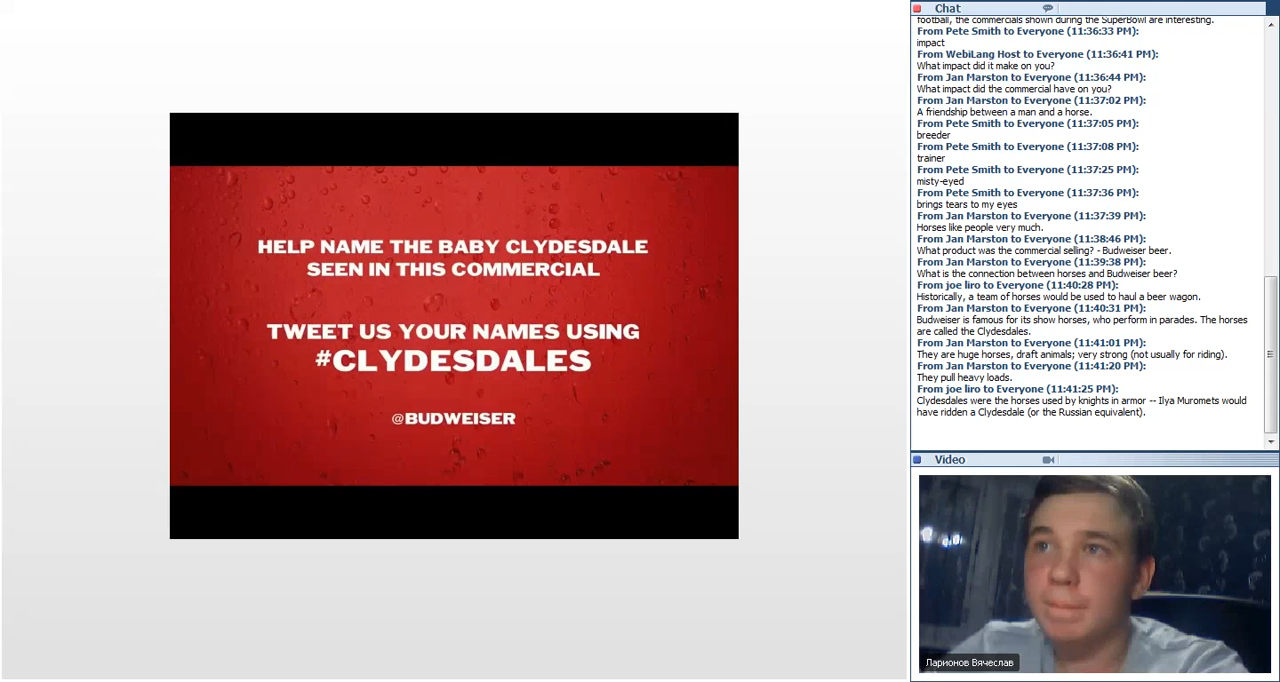 HELP NAME THE BABY CLYDESDALE
SEEN IN THIS COMMERCIAL
TWEET US YOUR NAMES USING
#CLYDESDALES
@BUDWEISER
Chat
football, the commercials shown during the SuperBowl are interesting.
From Pete Smith to Everyone (11:36:33 PM):
impact
From WebiLang Host to Everyone (11:36:41 PM):
What impact did it make on you?
From Jan Marston to Everyone (11:36:44 PM):
What impact did the commercial have on you?
From Jan Marston to Everyone (11:37:02 PM):
A friendship between a man and a horse.
From Pete Smith to Everyone (11:37:05 PM):
breeder
From Pete Smith to Everyone (11:37:08 PM):
trainer
From Pete Smith to Everyone (11:37:25 PM):
misty-eyed
From Pete Smith to Everyone (11:37:36 PM):
brings tears to my eyes
From Jan Marston to Everyone (11:37:39 PM):
Horses like people very much.
From Jan Marston to Everyone (11:38:46 PM):
What product was the commercial selling? - Budweiser beer.
From Jan Marston to Everyone (11:39:38 PM):
What is the connection between horses and Budweiser beer?
From joe liro to Everyone (11:40:28 PM):
Historically, a team of horses would be used to haul a beer wagon.
From Jan Marston to Everyone (11:40:31 PM):
Budweiser is famous for its show horses, who perform in parades. The horses
are called the Clydesdales.
From Jan Marston to Everyone (11:41:01 PM):
They are huge horses, draft animals; very strong (not usually for riding).
From Jan Marston to Everyone (11:41:20 PM):
They pull heavy loads.
From joe liro to Everyone (11:41:25 PM):
Clydesdales were the horses used by knights in armor -- Ilya Muromets would
have ridden a Clydesdale (or the Russian equivalent).
Video
Ларионов Вячеслав